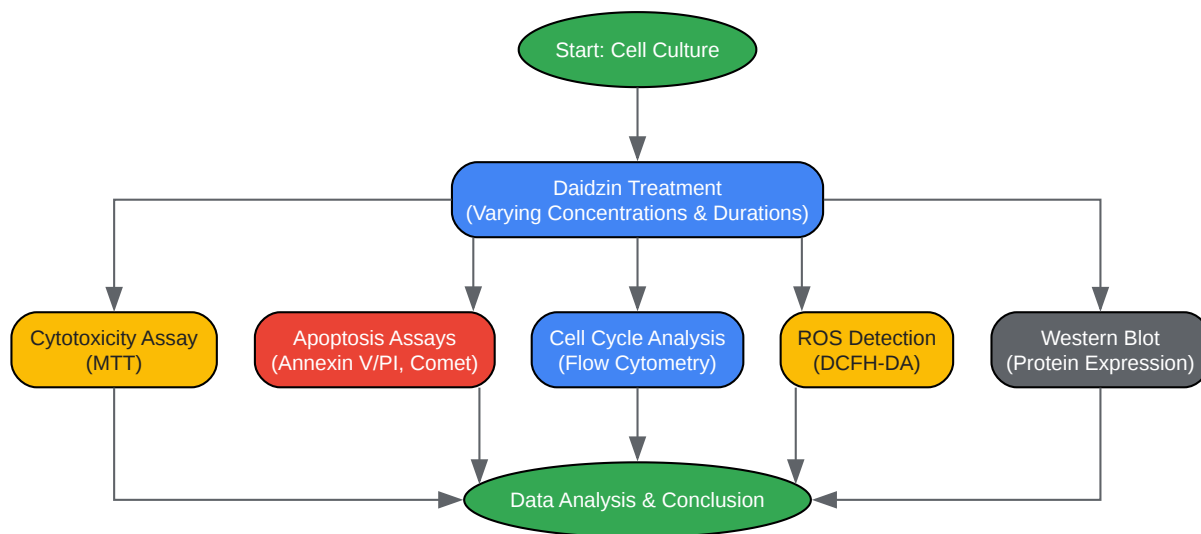 Start: Cell Culture
Daidzin Treatment
(Varying Concentrations & Durations)
Cytotoxicity Assay
(MTT)
Apoptosis Assays
(Annexin V/PI, Comet)
Cell Cycle Analysis
(Flow Cytometry)
ROS Detection
(DCFH-DA)
Western Blot
(Protein Expression)
Data Analysis & Conclusion